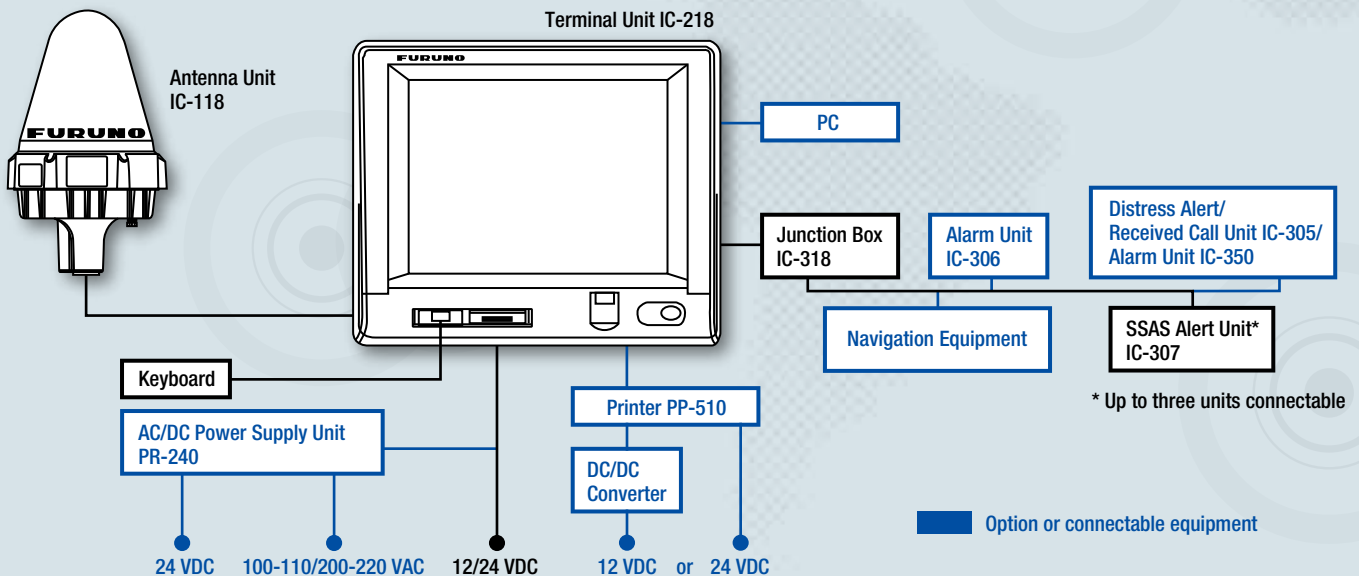 Terminal Unit IC-218
FURUNO
Antenna Unit
IC-118
FURUNO
PC
Junction Box
IC-318
Alarm Unit
IC-306
Distress Alert/
Received Call Unit IC-305/
Alarm Unit IC-350
Navigation Equipment
SSAS Alert Unit*
IC-307
* Up to three units connectable
Keyboard
AC/DC Power Supply Unit
PR-240
Printer PP-510
DC/DC
Converter
Option or connectable equipment
24 VDC 100-110/200-220 VAC 12/24 VDC 12 VDC or 24 VDC